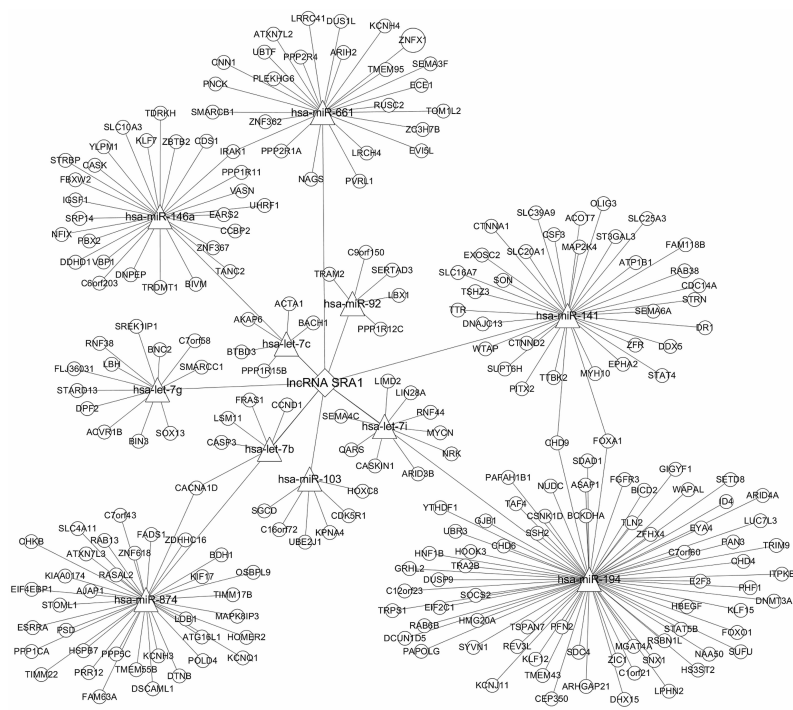 LRRC41
DUS1L
KCNH4
ATXN7L2
ZNFX1
UBTF
PPP2R4
ARIH2
CNN1
TMEM95
SEMA3F
PLEKHG6
PNCK
ECE1
RUSC2
SMARCB1
hsa-miR-661
TOM1L2
ZNF362
ZC3H7B
PPP2R1A
LRCH4
EVI5L
NAGS
PVRL1
TDRKH
SLC10A3
KLF7
ZBTB2
CDS1
YLPM1
IRAK1
STRBP
CASK
PPP1R11
FBXW2
VASN
IGSF1
UHRF1
SRP14
hsa-miR-146a
EARS2
CCBP2
NFIX
PBX2
ZNF367
DDHD1
VBP1
DNPEP
TANC2
C6orf203
TRDMT1
BIVM
C9orf150
TRAM2
SERTAD3
hsa-miR-92
LBX1
PPP1R12C
ACTA1
AKAP6
BACH1
hsa-let-7c
BTBD3
PPP1R15B
OLIG3
SLC39A9
ACOT7
SLC25A3
CTNNA1
CSF3
ST3GAL3
EXOSC2
SLC20A1
MAP2K4
FAM118B
SLC16A7
SON
ATP1B1
RAB38
TSHZ3
CDC14A
STRN
TTR
SEMA6A
hsa-miR-141
DNAJC13
DR1
WTAP
CTNND2
ZFR
DDX5
SUPT6H
EPHA2
STAT4
PITX2
TTBK2
MYH10
SREK1IP1
C7orf58
RNF38
BNC2
FLJ36031
LBH
SMARCC1
STARD13
hsa-let-7g
DPF2
ACVR1B
SOX13
BIN3
lncRNA SRA1
LIMD2
LIN28A
SEMA4C
RNF44
hsa-let-7i
MYCN
QARS
NRK
CASKIN1
ARID3B
FRAS1
CCND1
LSM11
CASP3
hsa-let-7b
hsa-miR-103
HOXC8
SGCD
CDK5R1
C16orf72
KPNA4
UBE2J1
CACNA1D
ZDHHC16
CHD9
FOXA1
C7orf43
SLC4A11
FADS1
CHKB
RAB13
ZNF618
ATXN7L3
BDH1
KIAA0174
RASAL2
KIF17
OSBPL9
EIF4EBP1
AJAP1
TIMM17B
STOML1
hsa-miR-874
MAPK8IP3
ESRRA
PSD
LDB1
HOMER2
PPP1CA
HSPB7
PPP5C
ATG16L1
KCNH3
TIMM22
PRR12
TMEM55B
DTNB
POLD4
KCNQ1
FAM63A
DSCAML1
SDAD1
PAFAH1B1
NUDC
ASAP1
FGFR3
GIGYF1
SETD8
YTHDF1
TAF4
BICD2
WAPAL
ID4
ARID4A
GJB1
CSNK1D
BCKDHA
UBR3
SSH2
TLN2
EYA4
LUC7L3
HNF1B
HOOK3
CHD6
ZFHX4
PAN3
GRHL2
TRA2B
C7orf60
TRIM9
CHD4
DUSP9
hsa-miR-194
E2F3
ITPKB
C12orf23
SOCS2
PHF1
TRPS1
EIF2C1
HBEGF
KLF15
DNMT3A
RAB6B
HMG20A
STAT5B
FOXO1
DCUN1D5
TSPAN7
PFN2
RSBN1L
PAPOLG
SYVN1
REV3L
SDC4
MGAT4A
NAA50
SUFU
KLF12
ZIC1
SNX1
HS3ST2
KCNJ11
TMEM43
C1orf21
CEP350
ARHGAP21
DHX15
LPHN2